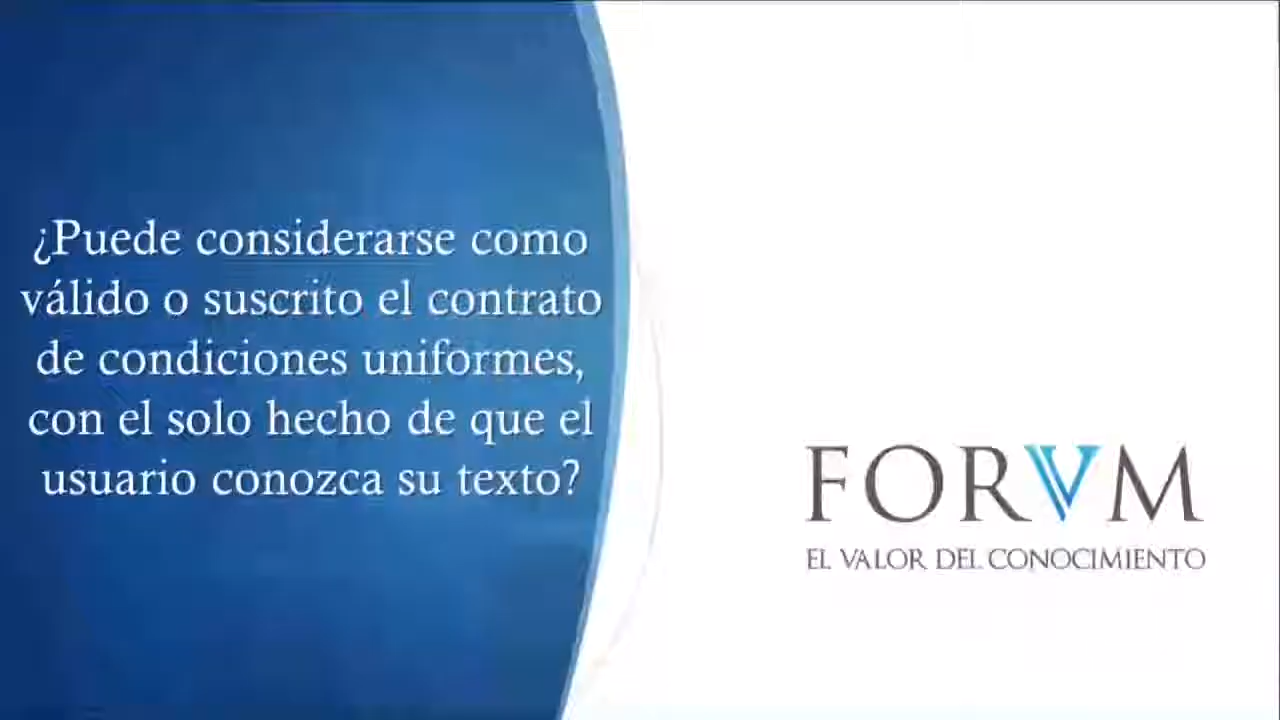 ¿Puede considerarse como
válido o suscrito el contrato
de condiciones uniformes,
con el solo hecho de que el
usuario conozca su texto?
FORVM
EL VALOR DEL CONOCIMIENTO